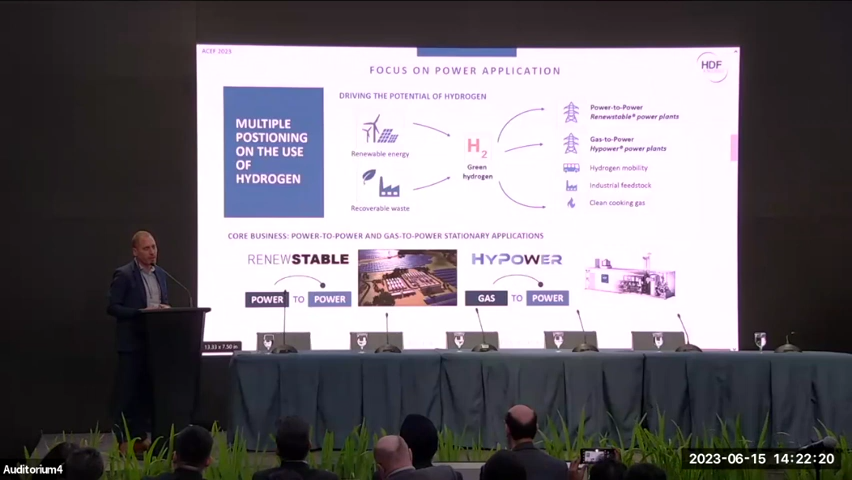 ACEF 2023
FOCUS ON POWER APPLICATION
HDF
MULTIPLE
POSTIONING
ON THE USE
OF
HYDROGEN
DRIVING THE POTENTIAL OF HYDROGEN
Renewable energy
Recoverable waste
H2
Green
hydrogen
Power-to-Power
Renewstable® power plants
Gas-to-Power
Hypower® power plants
Hydrogen mobility
Industrial feedstock
Clean cooking gas
CORE BUSINESS: POWER-TO-POWER AND GAS-TO-POWER STATIONARY APPLICATIONS
RENEWSTABLE
POWER TO POWER
HYPOWER
GAS TO POWER
13.33 x 7.50 in
Auditorium4
2023-06-15 14:22:20